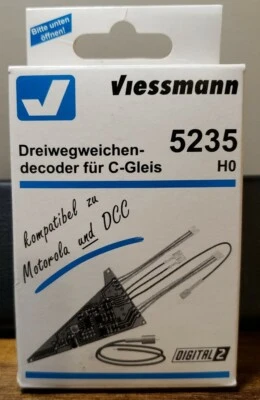 Bitte unten
öffnen!
Viessmann
5235
H0
Dreiwegweichen-
decoder für C-Gleis
kompatibel zu
Motorola und DCC
DIGITAL 2